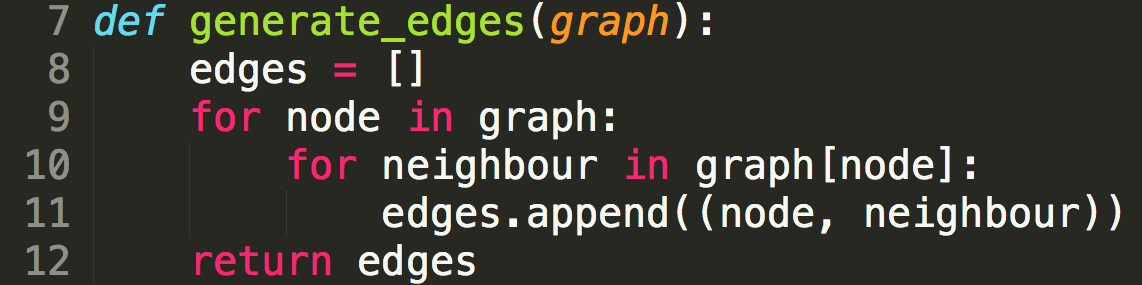 7 def generate_edges(graph):
8     edges = []
9     for node in graph:
10         for neighbour in graph[node]:
11             edges.append((node, neighbour))
12     return edges